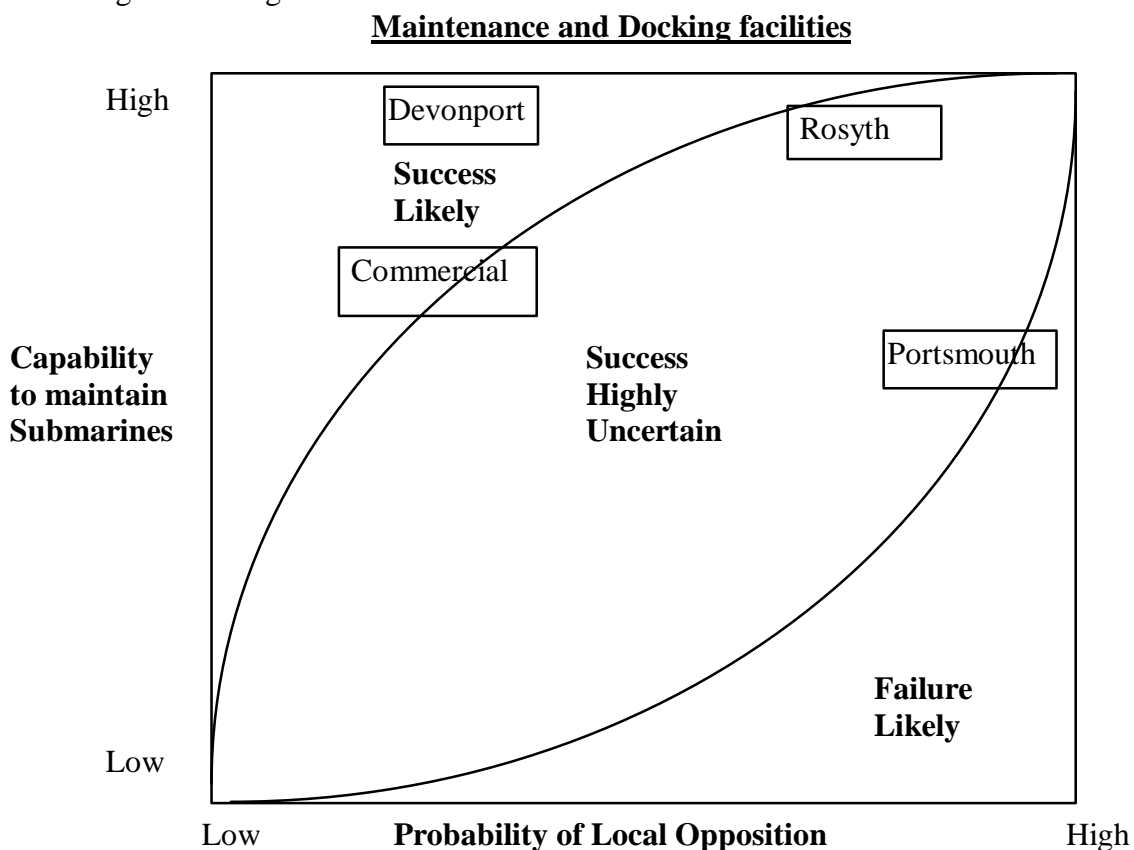 Maintenance and Docking facilities
High
Devonport
Rosyth
Success
Likely
Commercial
Portsmouth
Capability
to maintain
Submarines
Success
Highly
Uncertain
Failure
Likely
Low
Low
Probability of Local Opposition
High